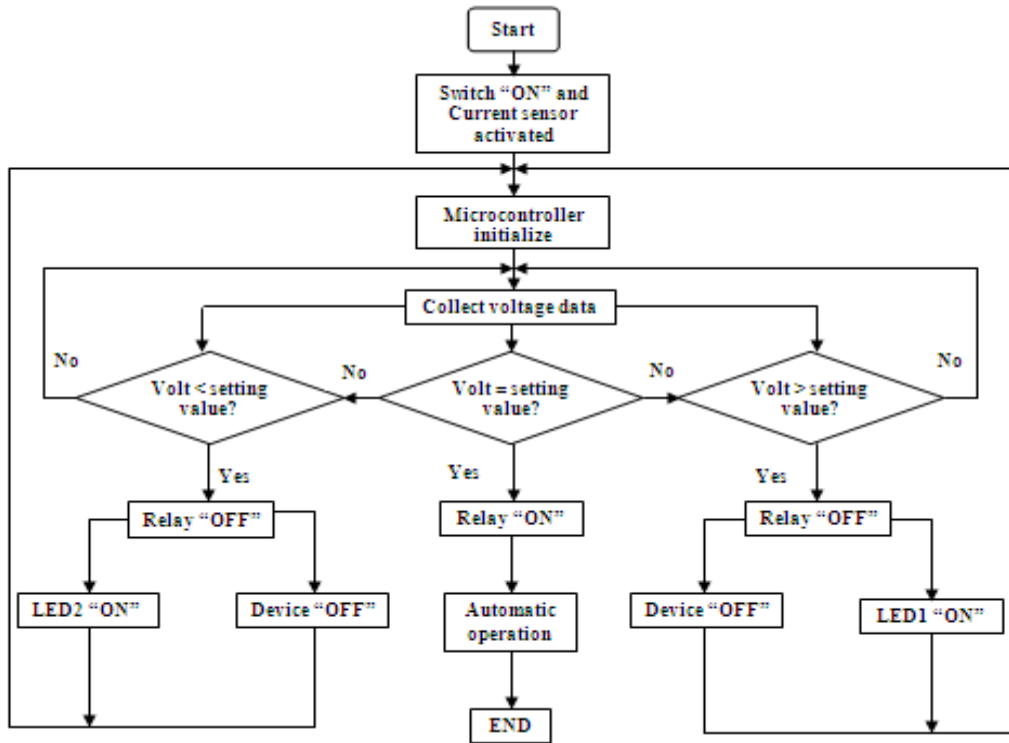 Start
Switch “ON” and
Current sensor
activated
Microcontroller
initialize
Collect voltage data
No
Volt < setting
value?
No
Volt = setting
value?
No
Volt > setting
value?
No
Yes
Yes
Yes
Relay “OFF”
Relay “ON”
Relay “OFF”
LED2 “ON”
Device “OFF”
Automatic
operation
Device “OFF”
LED1 “ON”
END